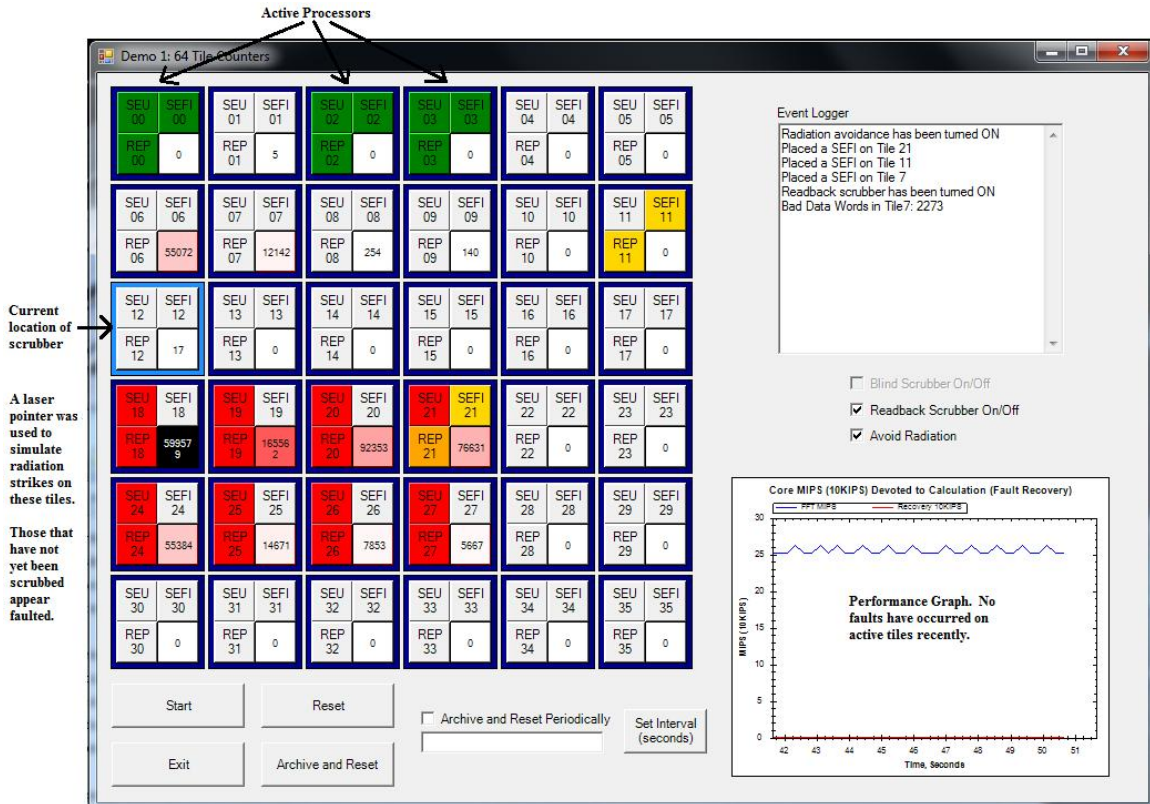 Active Processors
Demo 1: 64 Tile Counters
SEU 00 SEFI 00 REP 00 0
SEU 01 SEFI 01 REP 01 5
SEU 02 SEFI 02 REP 02 0
SEU 03 SEFI 03 REP 03 0
SEU 04 SEFI 04 REP 04 0
SEU 05 SEFI 05 REP 05 0
SEU 06 SEFI 06 REP 06 55072
SEU 07 SEFI 07 REP 07 12142
SEU 08 SEFI 08 REP 08 254
SEU 09 SEFI 09 REP 09 140
SEU 10 SEFI 10 REP 10 0
SEU 11 SEFI 11 REP 11 0
Current
location of
scrubber
SEU 12 SEFI 12 REP 12 17
SEU 13 SEFI 13 REP 13 0
SEU 14 SEFI 14 REP 14 0
SEU 15 SEFI 15 REP 15 0
SEU 16 SEFI 16 REP 16 0
SEU 17 SEFI 17 REP 17 0
A laser
pointer was
used to
simulate
radiation
strikes on
these tiles.
Those that
have not
yet been
scrubbed
appear
faulted.
SEU 18 SEFI 18 REP 18 599579
SEU 19 SEFI 19 REP 19 165562
SEU 20 SEFI 20 REP 20 92353
SEU 21 SEFI 21 REP 21 76631
SEU 22 SEFI 22 REP 22 0
SEU 23 SEFI 23 REP 23 0
SEU 24 SEFI 24 REP 24 55384
SEU 25 SEFI 25 REP 25 14671
SEU 26 SEFI 26 REP 26 7853
SEU 27 SEFI 27 REP 27 5667
SEU 28 SEFI 28 REP 28 0
SEU 29 SEFI 29 REP 29 0
SEU 30 SEFI 30 REP 30 0
SEU 31 SEFI 31 REP 31 0
SEU 32 SEFI 32 REP 32 0
SEU 33 SEFI 33 REP 33 0
SEU 34 SEFI 34 REP 34 0
SEU 35 SEFI 35 REP 35 0
Start
Reset
Exit
Archive and Reset
Archive and Reset Periodically
Set Interval
(seconds)
Event Logger
Radiation avoidance has been turned ON
Placed a SEFI on Tile 21
Placed a SEFI on Tile 11
Placed a SEFI on Tile 7
Readback scrubber has been turned ON
Bad Data Words in Tile7: 2273
Blind Scrubber On/Off
Readback Scrubber On/Off
Avoid Radiation
Core MIPS (10KIPS) Devoted to Calculation (Fault Recovery)
FFT MIPS Recovery 10KIPS
MIPS (10KIPS)
30
25
20
15
10
5
0
Performance Graph. No
faults have occurred on
active tiles recently.
42 43 44 45 46 47 48 49 50 51
Time, Seconds